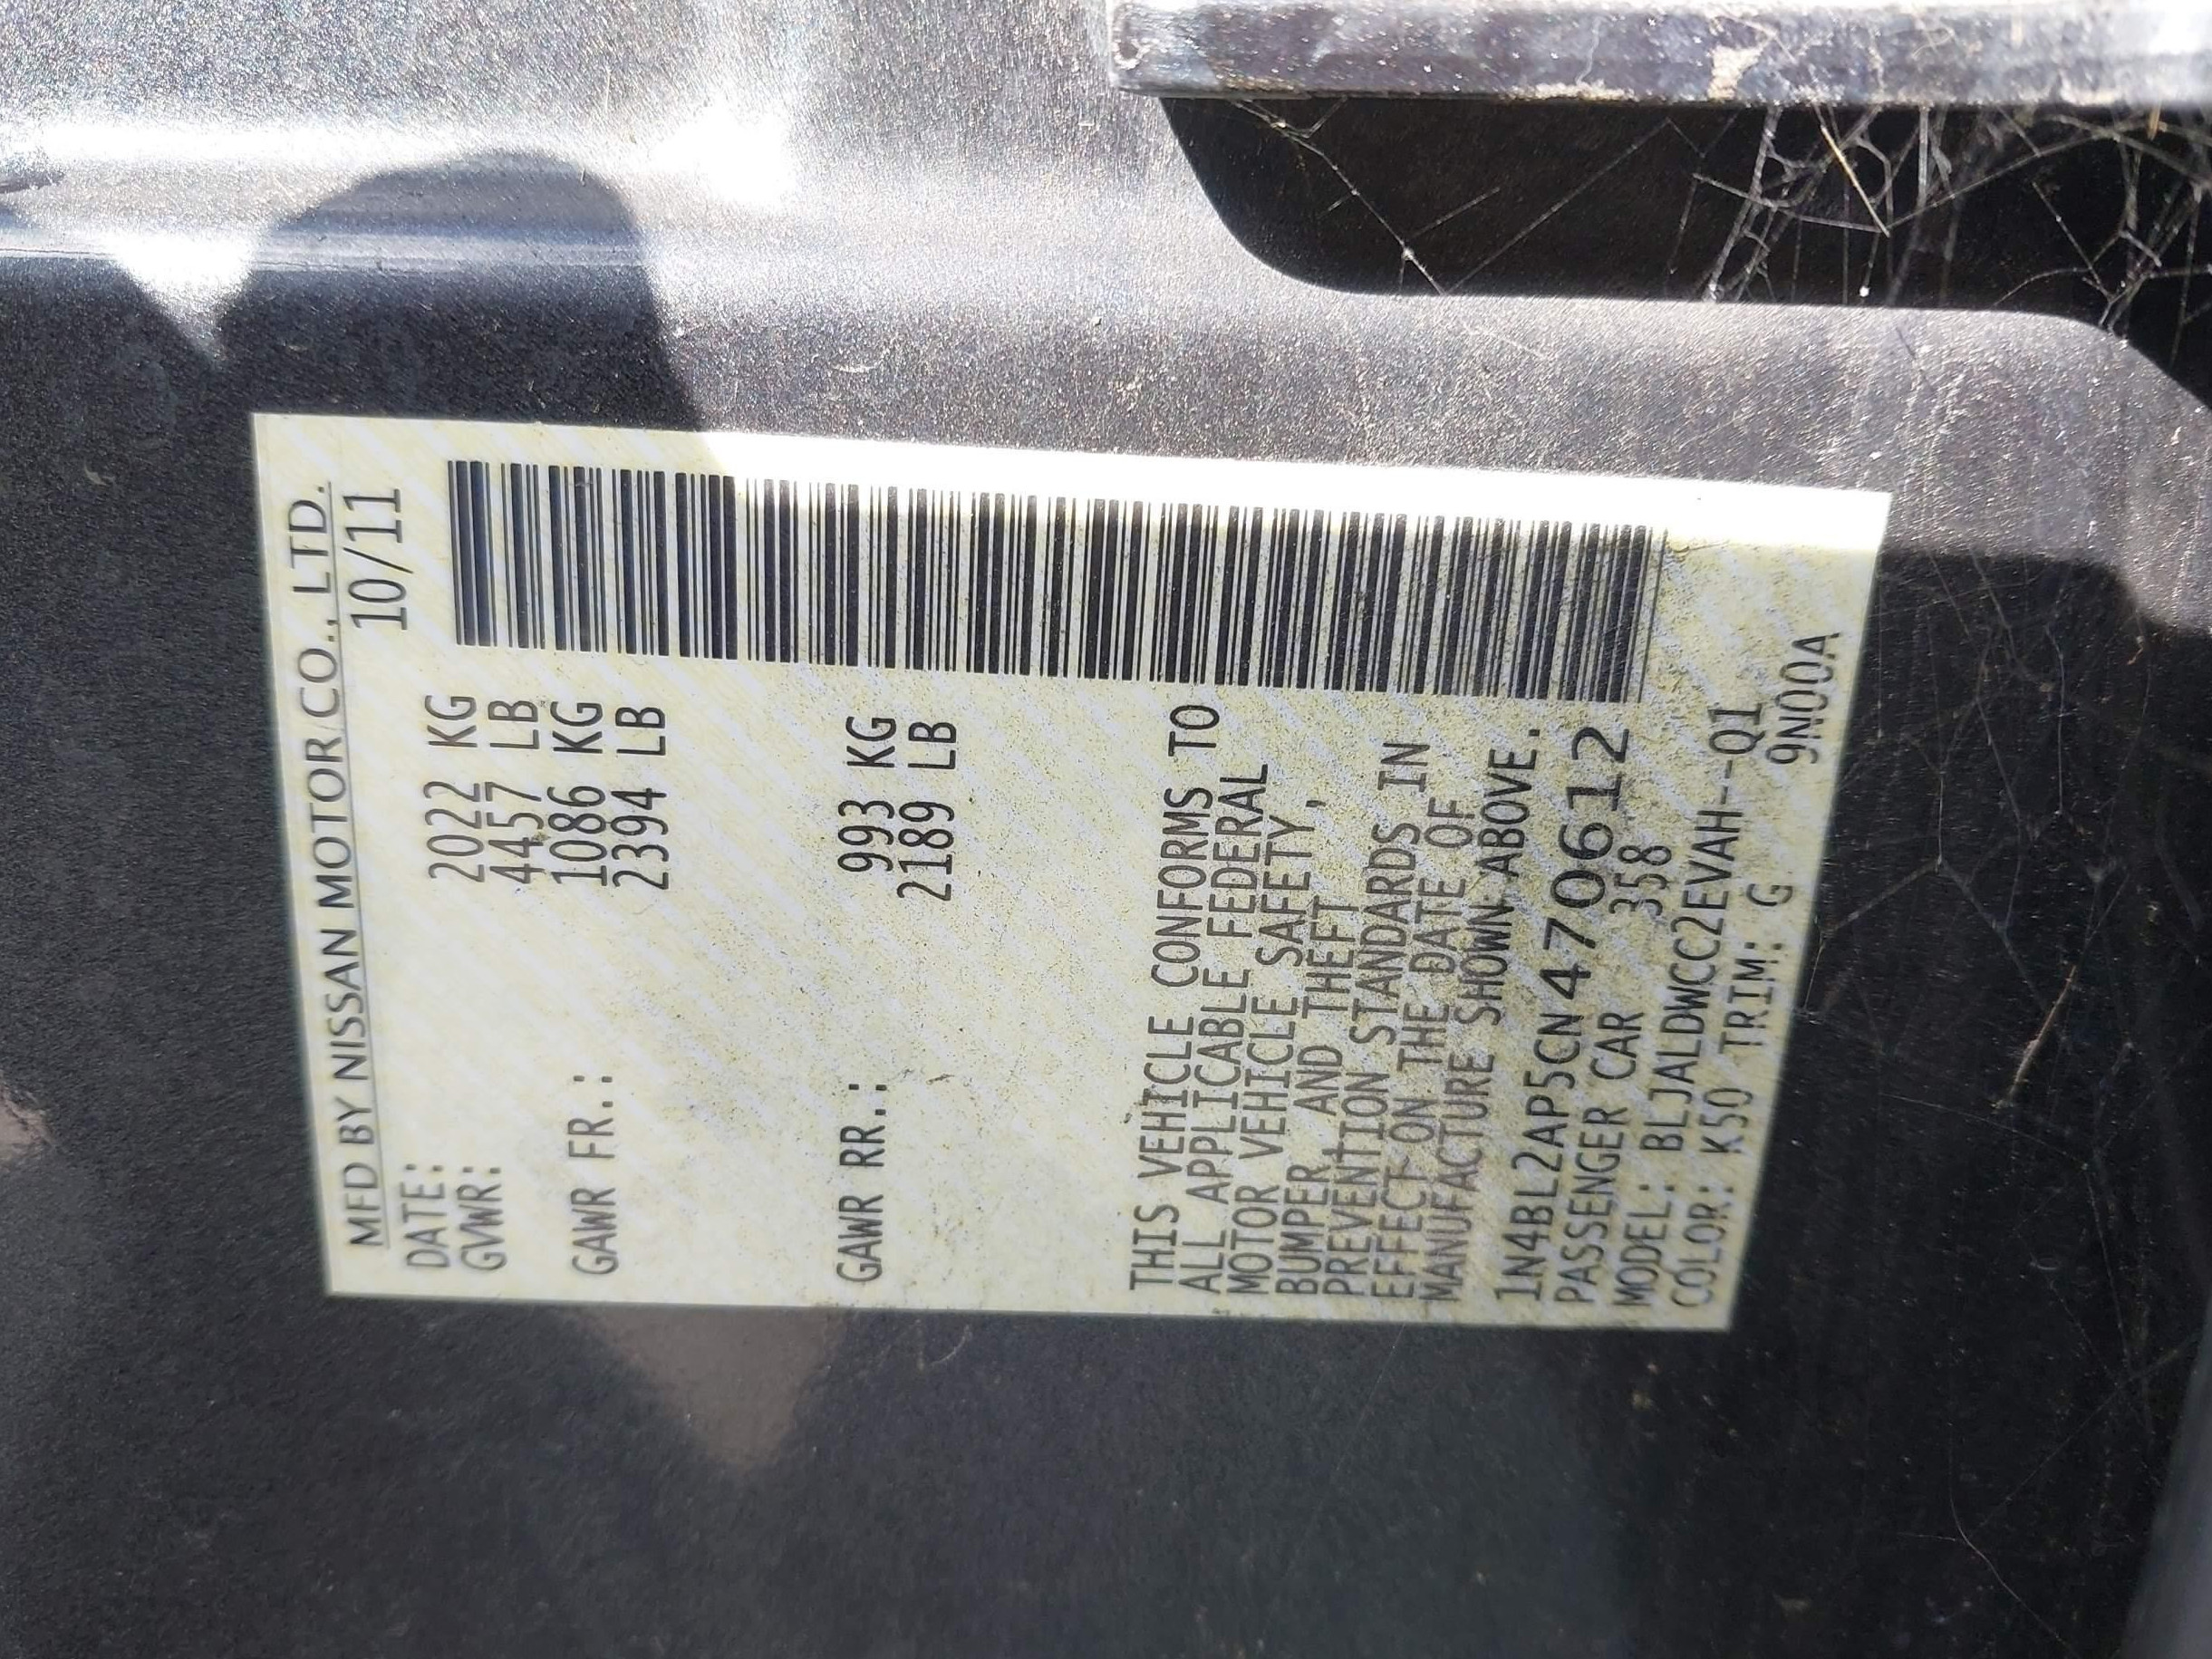 MFD BY NISSAN MOTOR CO., LTD.
DATE: 10/11
GVWR: 2022 KG
4457 LB
GAWR FR.: 1086 KG
2394 LB
GAWR RR.: 993 KG
2189 LB
THIS VEHICLE CONFORMS TO
ALL APPLICABLE FEDERAL
MOTOR VEHICLE SAFETY,
BUMPER AND THEFT
PREVENTION STANDARDS IN
EFFECT ON THE DATE OF
MANUFACTURE SHOWN ABOVE.
1N4BL2AP5CN470612
PASSENGER CAR 358
MODEL: BLJALDWCC2EVAH--Q1
COLOR: K50 TRIM: G 9N00A